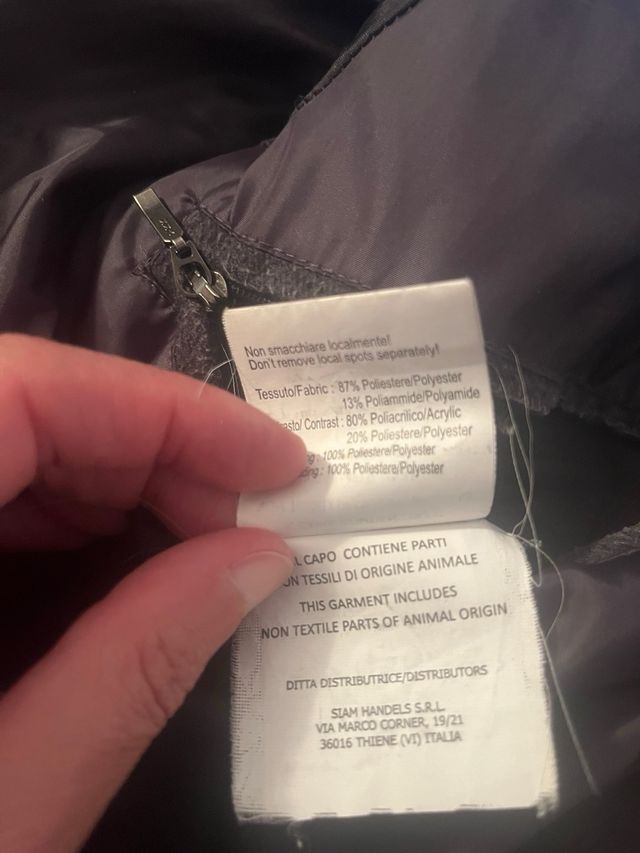 Non smacchiare localmente!
Don't remove local spots separately!
Tessuto/Fabric : 87% Poliestere/Polyester
13% Poliammide/Polyamide
Contrast : 80% Poliacrilico/Acrylic
20% Poliestere/Polyester
: 100% Poliestere/Polyester
: 100% Poliestere/Polyester
CAPO CONTIENE PARTI
TESSILI DI ORIGINE ANIMALE
THIS GARMENT INCLUDES
NON TEXTILE PARTS OF ANIMAL ORIGIN
DITTA DISTRIBUTRICE/DISTRIBUTORS
SIAM HANDELS S.R.L.
VIA MARCO CORNER, 19/21
36016 THIENE (VI) ITALIA